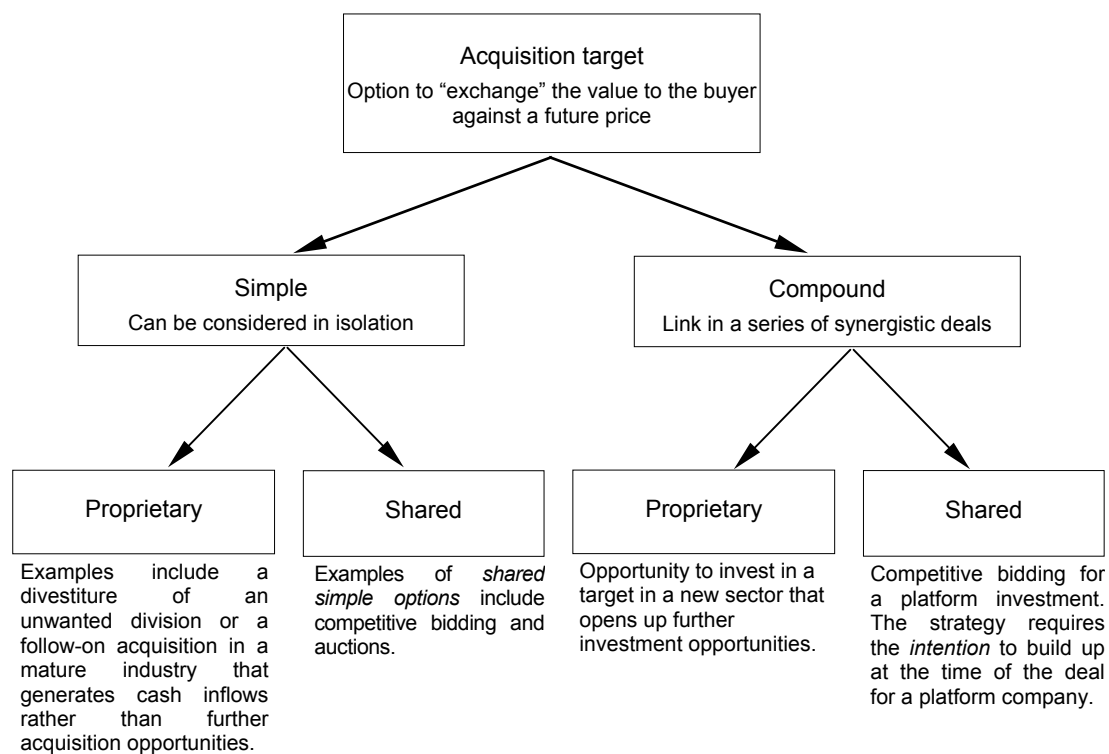 Acquisition target
Option to “exchange” the value to the buyer
against a future price
Simple
Can be considered in isolation
Compound
Link in a series of synergistic deals
Proprietary
Shared
Proprietary
Shared
Examples include a
divestiture of an
unwanted division or a
follow-on acquisition in a
mature industry that
generates cash inflows
rather than further
acquisition opportunities.
Examples of shared
simple options include
competitive bidding and
auctions.
Opportunity to invest in a
target in a new sector that
opens up further
investment opportunities.
Competitive bidding for
a platform investment.
The strategy requires
the intention to build up
at the time of the deal
for a platform company.